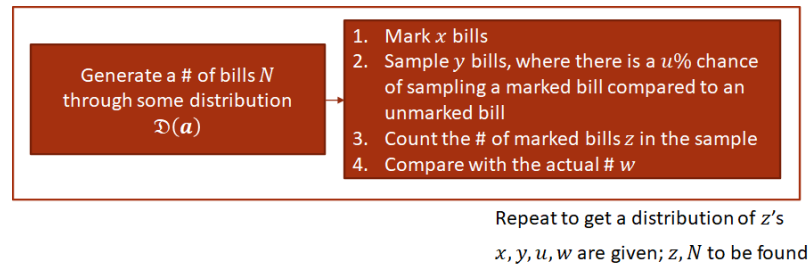 Generate a # of bills N
through some distribution
𝔇(a)
1. Mark x bills
2. Sample y bills, where there is a u% chance
of sampling a marked bill compared to an
unmarked bill
3. Count the # of marked bills z in the sample
4. Compare with the actual # w
Repeat to get a distribution of z's
x, y, u, w are given; z, N to be found